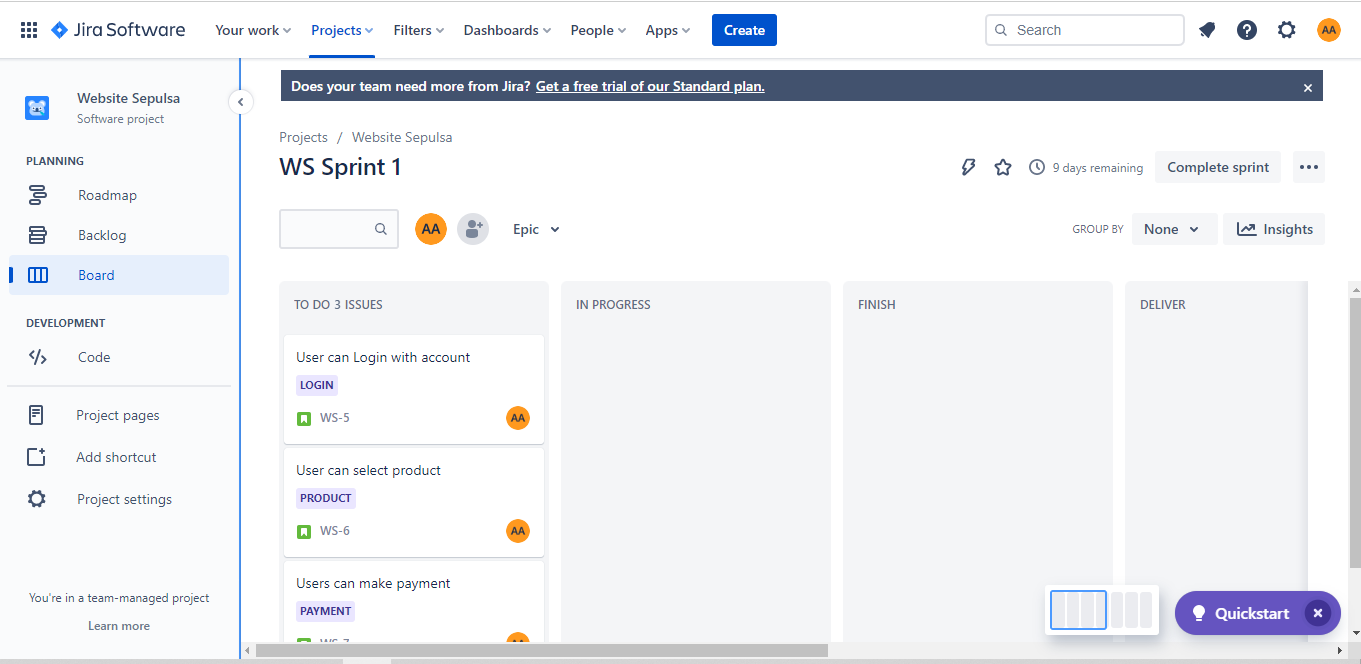 Jira Software
Your work
Projects
Filters
Dashboards
People
Apps
Create
Search
AA
Website Sepulsa
Software project
PLANNING
Roadmap
Backlog
Board
DEVELOPMENT
Code
Project pages
Add shortcut
Project settings
You're in a team-managed project
Learn more
Does your team need more from Jira? Get a free trial of our Standard plan.
Projects / Website Sepulsa
WS Sprint 1
9 days remaining
Complete sprint
AA
Epic
GROUP BY
None
Insights
TO DO 3 ISSUES
IN PROGRESS
FINISH
DELIVER
User can Login with account
LOGIN
WS-5
AA
User can select product
PRODUCT
WS-6
AA
Users can make payment
PAYMENT
WS-7
AA
Quickstart